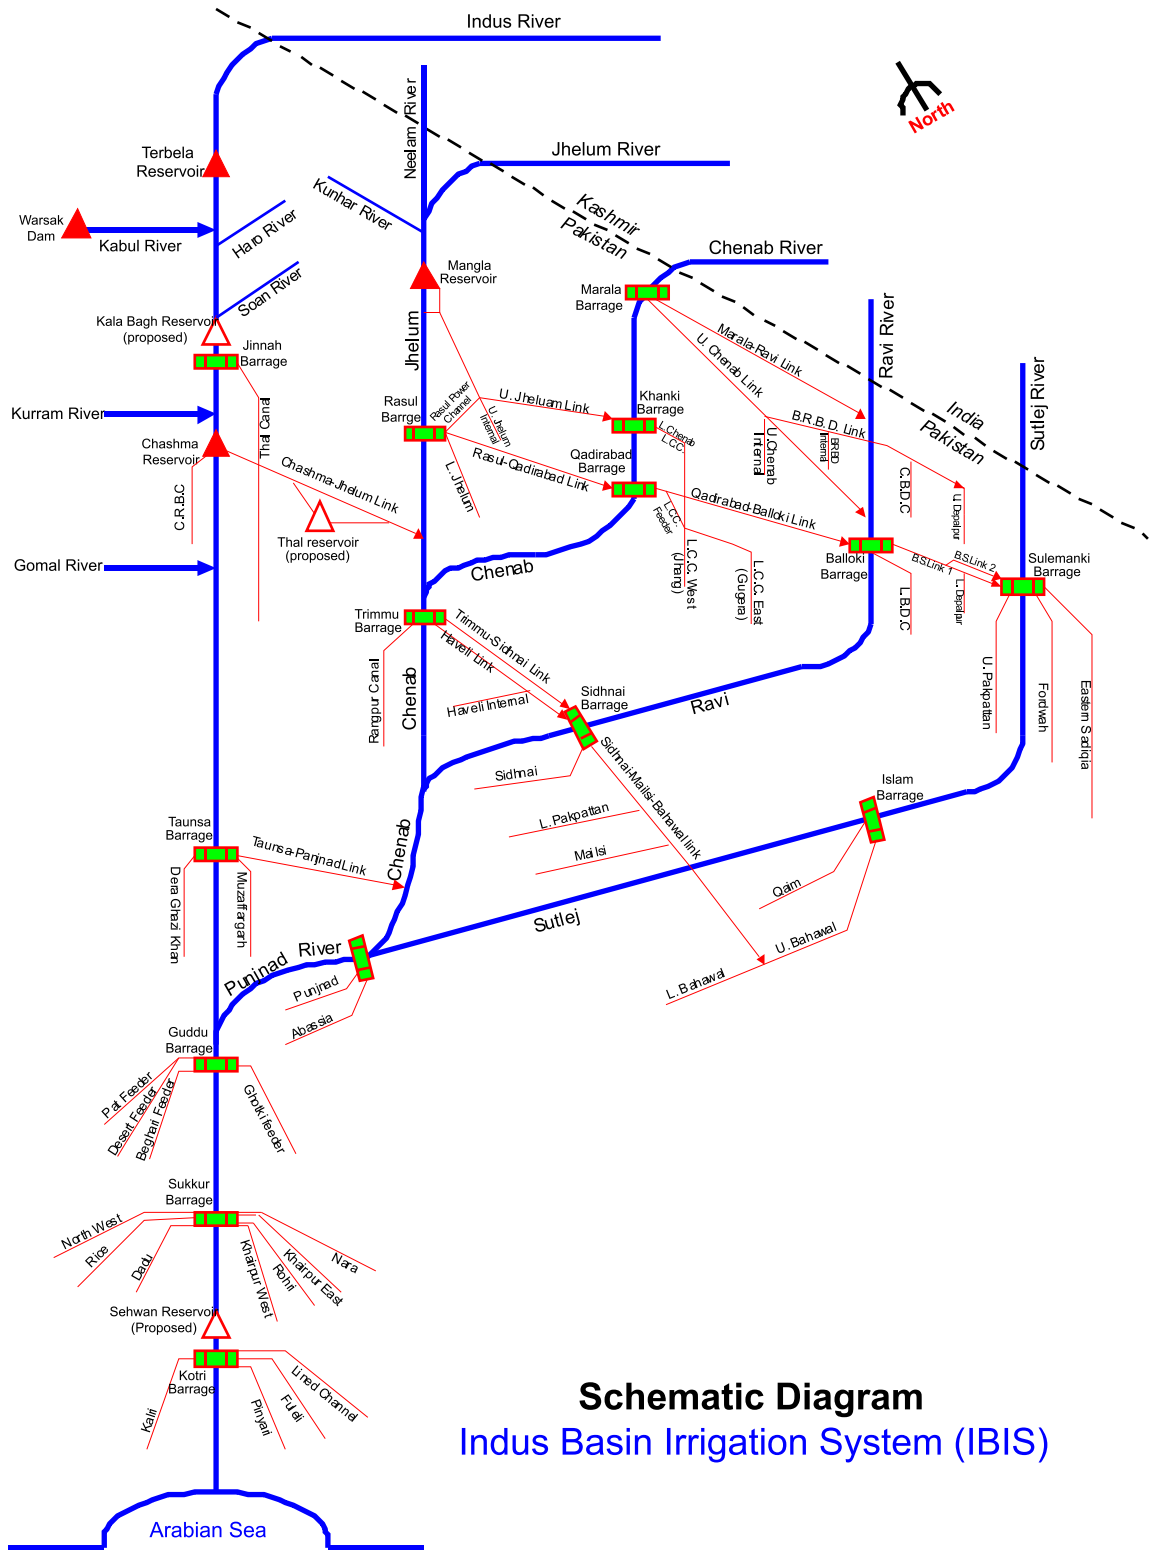 Indus River
Neelam / River
Jhelum River
North
Terbela
Reservoir
Kunhar River
Kashmir
Pakistan
Warsak
Dam
Kabul River
Haro River
Chenab River
Mangla
Reservoir
Soan River
Marala
Barrage
Kala Bagh Reservoir
(proposed)
Jinnah
Barrage
Jhelum
Marala-Ravi Link
U. Chenab Link
Ravi River
Sutlej River
Kurram River
Thal Canal
Rasul
Barrge
Rasul Power
Channel
U. Jhelum
Internal
U. Jheluam Link
Khanki
Barrage
L.Chenab
L.C.C.
B.R.B.D. Link
India
Pakistan
Chashma
Reservoir
Chashma-Jhelum Link
C.R.B.C
L. Jhelum
Rasul-Qadirabad Link
Qadirabad
Barrage
U.Chenab
Internal
BRBD
Internal
C.B.D.C
U.Depalpur
Thal reservoir
(proposed)
L.C.C.
Feeder
Qadirabad-Balloki Link
Gomal River
Chenab
L.C.C. West
(Jhang)
L.C.C. East
(Gugera)
Balloki
Barrage
B.S.Link 1
B.S.Link 2
Sulemanki
Barrage
L.B.D.C
L. Depalpur
Trimmu
Barrage
Trimmu-Sidhnai Link
Haveli Link
Rangpur Canal
Chenab
Haveli Internal
Sidhnai
Barrage
Ravi
U. Pakpattan
Fordwah
Eastern Sadiqia
Sidhnai
Sidhnai-Mailsi-Bahawal link
Islam
Barrage
L. Pakpattan
Mailsi
Taunsa
Barrage
Taunsa-Panjnad Link
Chenab
Dera Ghazi Khan
Muzaffargarh
Qaim
Sutlej
U. Bahawal
L. Bahawal
Punjnad River
Punjnad
Abassia
Guddu
Barrage
Pat Feeder
Desert Feeder
Beghari Feeder
Ghotki feeder
Sukkur
Barrage
North West
Rice
Dadu
Khairpur West
Rohri
Khairpur East
Nara
Sehwan Reservoir
(Proposed)
Kotri
Barrage
Kalri
Pinyari
Fuleli
Lined Channel
Schematic Diagram
Indus Basin Irrigation System (IBIS)
Arabian Sea